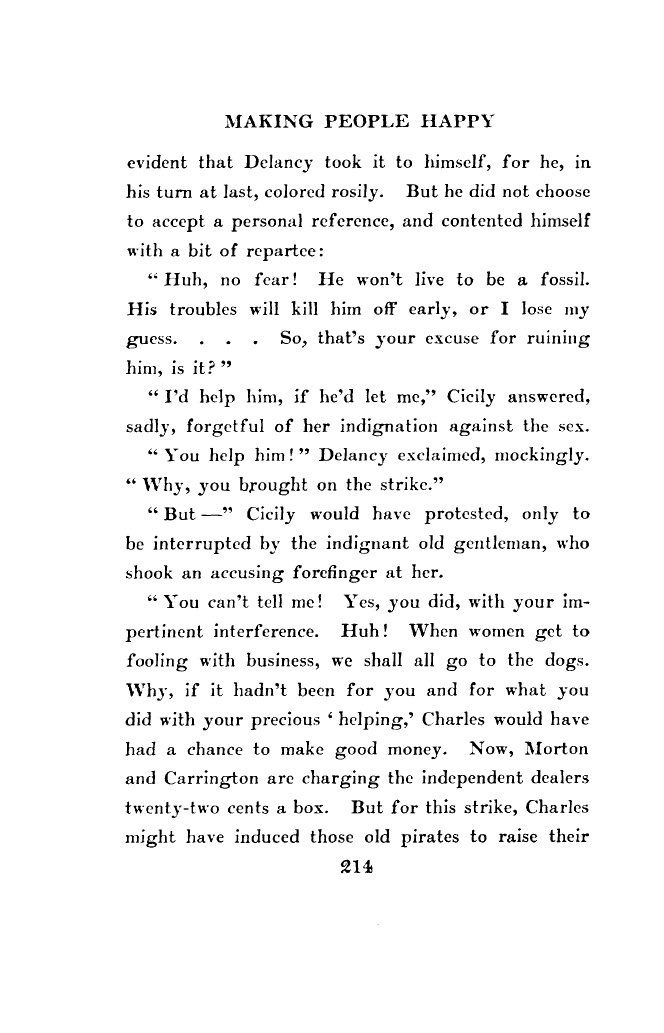 MAKING PEOPLE HAPPY
evident that Delancy took it to himself, for he, in
his turn at last, colored rosily. But he did not choose
to accept a personal reference, and contented himself
with a bit of repartee:
“ Huh, no fear! He won’t live to be a fossil.
His troubles will kill him off early, or I lose my
guess. . . . So, that’s your excuse for ruining
him, is it? ”
“ I’d help him, if he’d let me,” Cicily answered,
sadly, forgetful of her indignation against the sex.
“ You help him! ” Delancy exclaimed, mockingly.
“ Why, you brought on the strike.”
“ But —” Cicily would have protested, only to
be interrupted by the indignant old gentleman, who
shook an accusing forefinger at her.
“ You can’t tell me! Yes, you did, with your im-
pertinent interference. Huh! When women get to
fooling with business, we shall all go to the dogs.
Why, if it hadn’t been for you and for what you
did with your precious ‘ helping,’ Charles would have
had a chance to make good money. Now, Morton
and Carrington are charging the independent dealers
twenty-two cents a box. But for this strike, Charles
might have induced those old pirates to raise their
214